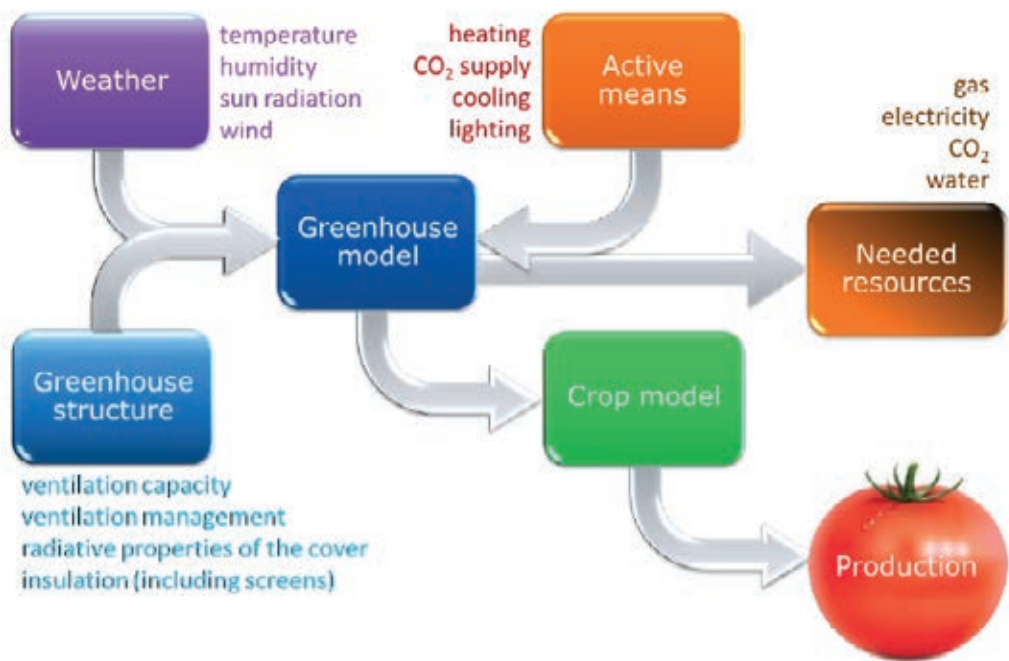 Weather
temperature
humidity
sun radiation
wind
heating
CO₂ supply
cooling
lighting
Active
means
gas
electricity
CO₂
water
Greenhouse
model
Needed
resources
Greenhouse
structure
Crop model
ventilation capacity
ventilation management
radiative properties of the cover
insulation (including screens)
Production